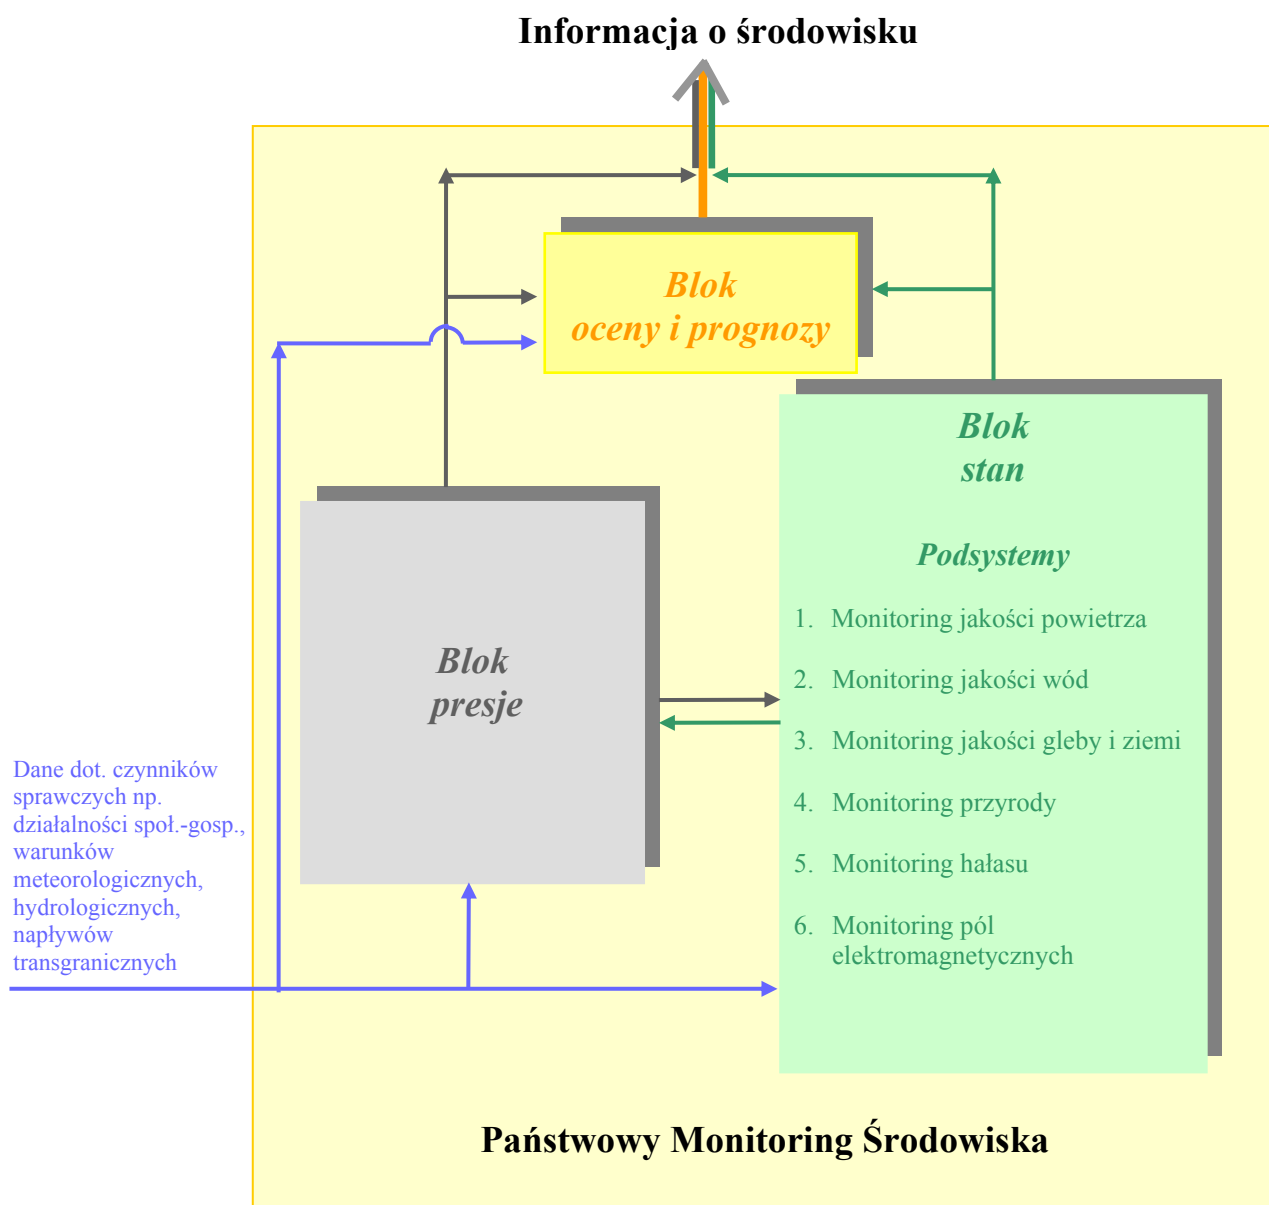 Informacja o środowisku
Blok
oceny i prognozy
Blok
stan
Podsystemy
1. Monitoring jakości powietrza
2. Monitoring jakości wód
3. Monitoring jakości gleby i ziemi
4. Monitoring przyrody
5. Monitoring hałasu
6. Monitoring pól
elektromagnetycznych
Blok
presje
Dane dot. czynników
sprawczych np.
działalności społ.-gosp.,
warunków
meteorologicznych,
hydrologicznych,
napływów
transgranicznych
Państwowy Monitoring Środowiska